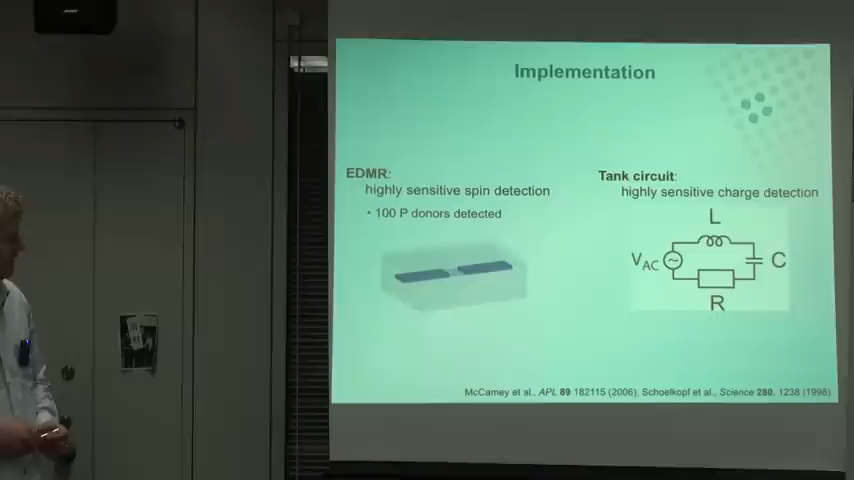 Implementation
EDMR:
highly sensitive spin detection
• 100 P donors detected
Tank circuit:
highly sensitive charge detection
L
VAC
~
C
R
McCamey et al., APL 89 182115 (2006), Schoelkopf et al., Science 280, 1238 (1998)